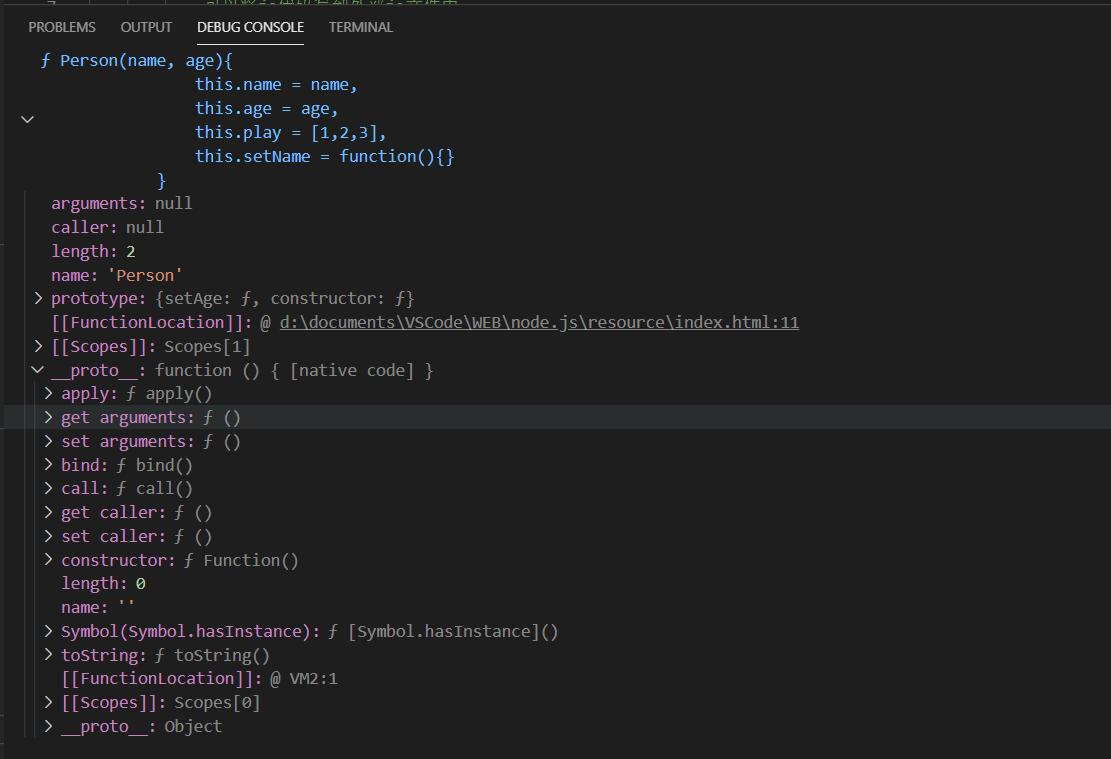 PROBLEMS OUTPUT DEBUG CONSOLE TERMINAL
ƒ Person(name, age){
this.name = name,
this.age = age,
this.play = [1,2,3],
this.setName = function(){}
}
arguments: null
caller: null
length: 2
name: 'Person'
prototype: {setAge: ƒ, constructor: ƒ}
[[FunctionLocation]]: @ d:\documents\VSCode\WEB\node.js\resource\index.html:11
[[Scopes]]: Scopes[1]
__proto__: function () { [native code] }
apply: ƒ apply()
get arguments: ƒ ()
set arguments: ƒ ()
bind: ƒ bind()
call: ƒ call()
get caller: ƒ ()
set caller: ƒ ()
constructor: ƒ Function()
length: 0
name: ''
Symbol(Symbol.hasInstance): ƒ [Symbol.hasInstance]()
toString: ƒ toString()
[[FunctionLocation]]: @ VM2:1
[[Scopes]]: Scopes[0]
__proto__: Object